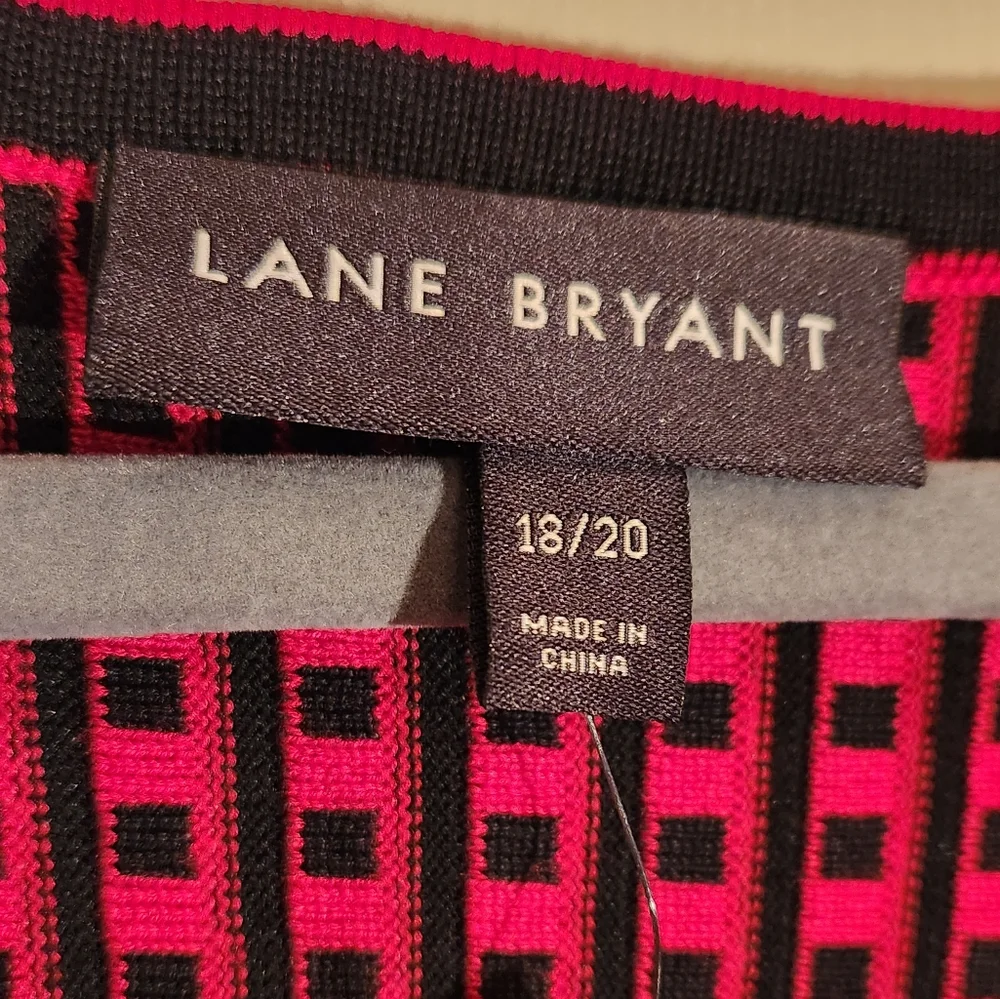 LANE BRYANT
18/20
MADE IN
CHINA